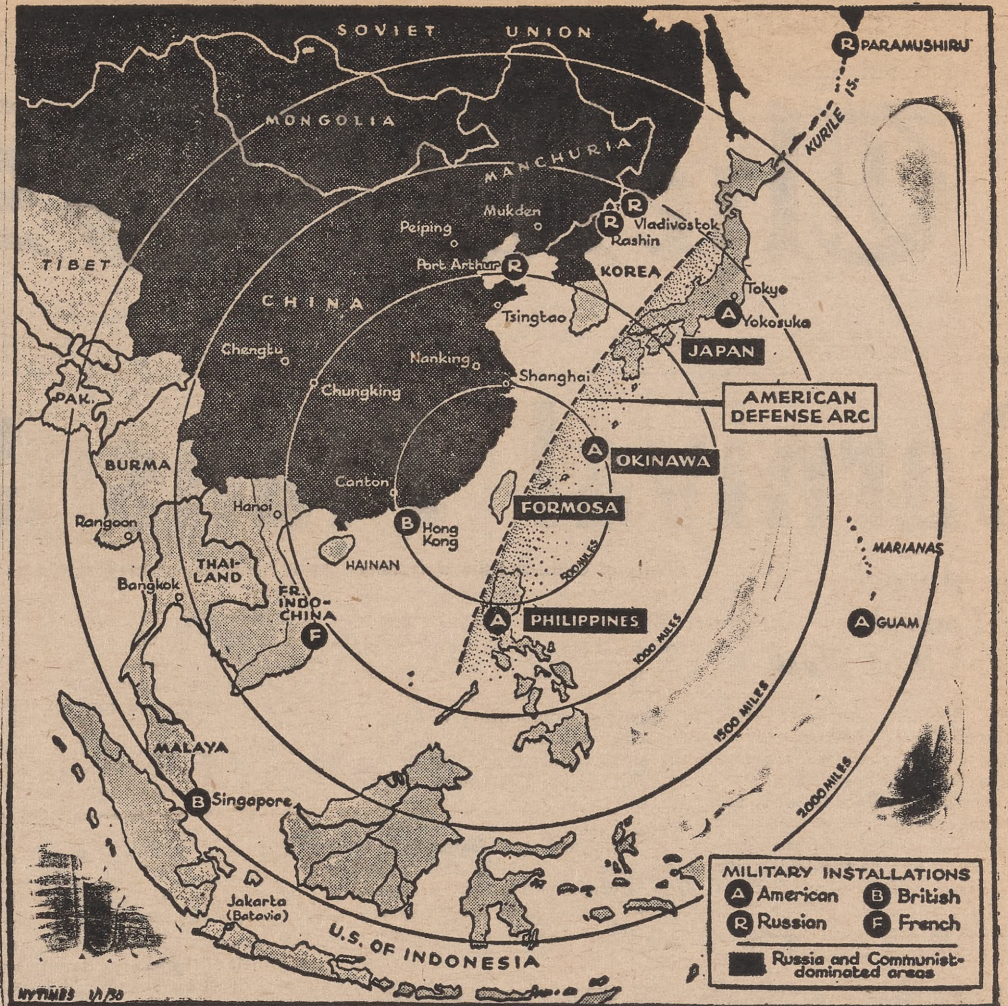 SOVIET UNION
R PARAMUSHIRU
KURILE IS.
MONGOLIA
MANCHURIA
Mukden
Peiping
R
Vladivostok
R
Rashin
Port Arthur R
KOREA
TIBET
CHINA
Tsingtao
Tokyo
A Yokosuka
JAPAN
Chengtu
Nanking
Shanghai
Chungking
PAK.
AMERICAN
DEFENSE ARC
BURMA
A OKINAWA
Canton
Hanoi
FORMOSA
Rangoon
B Hong
Kong
HAINAN
THAI-
LAND
MARIANAS
500 MILES
Bangkok
FR.
INDO-
CHINA
F
A PHILIPPINES
A GUAM
1000 MILES
1500 MILES
MALAYA
2000 MILES
B Singapore
Jakarta
(Batavia)
U.S. OF INDONESIA
MILITARY INSTALLATIONS
A American B British
R Russian F French
Russia and Communist-
dominated areas
NYTIMES 1/1/50